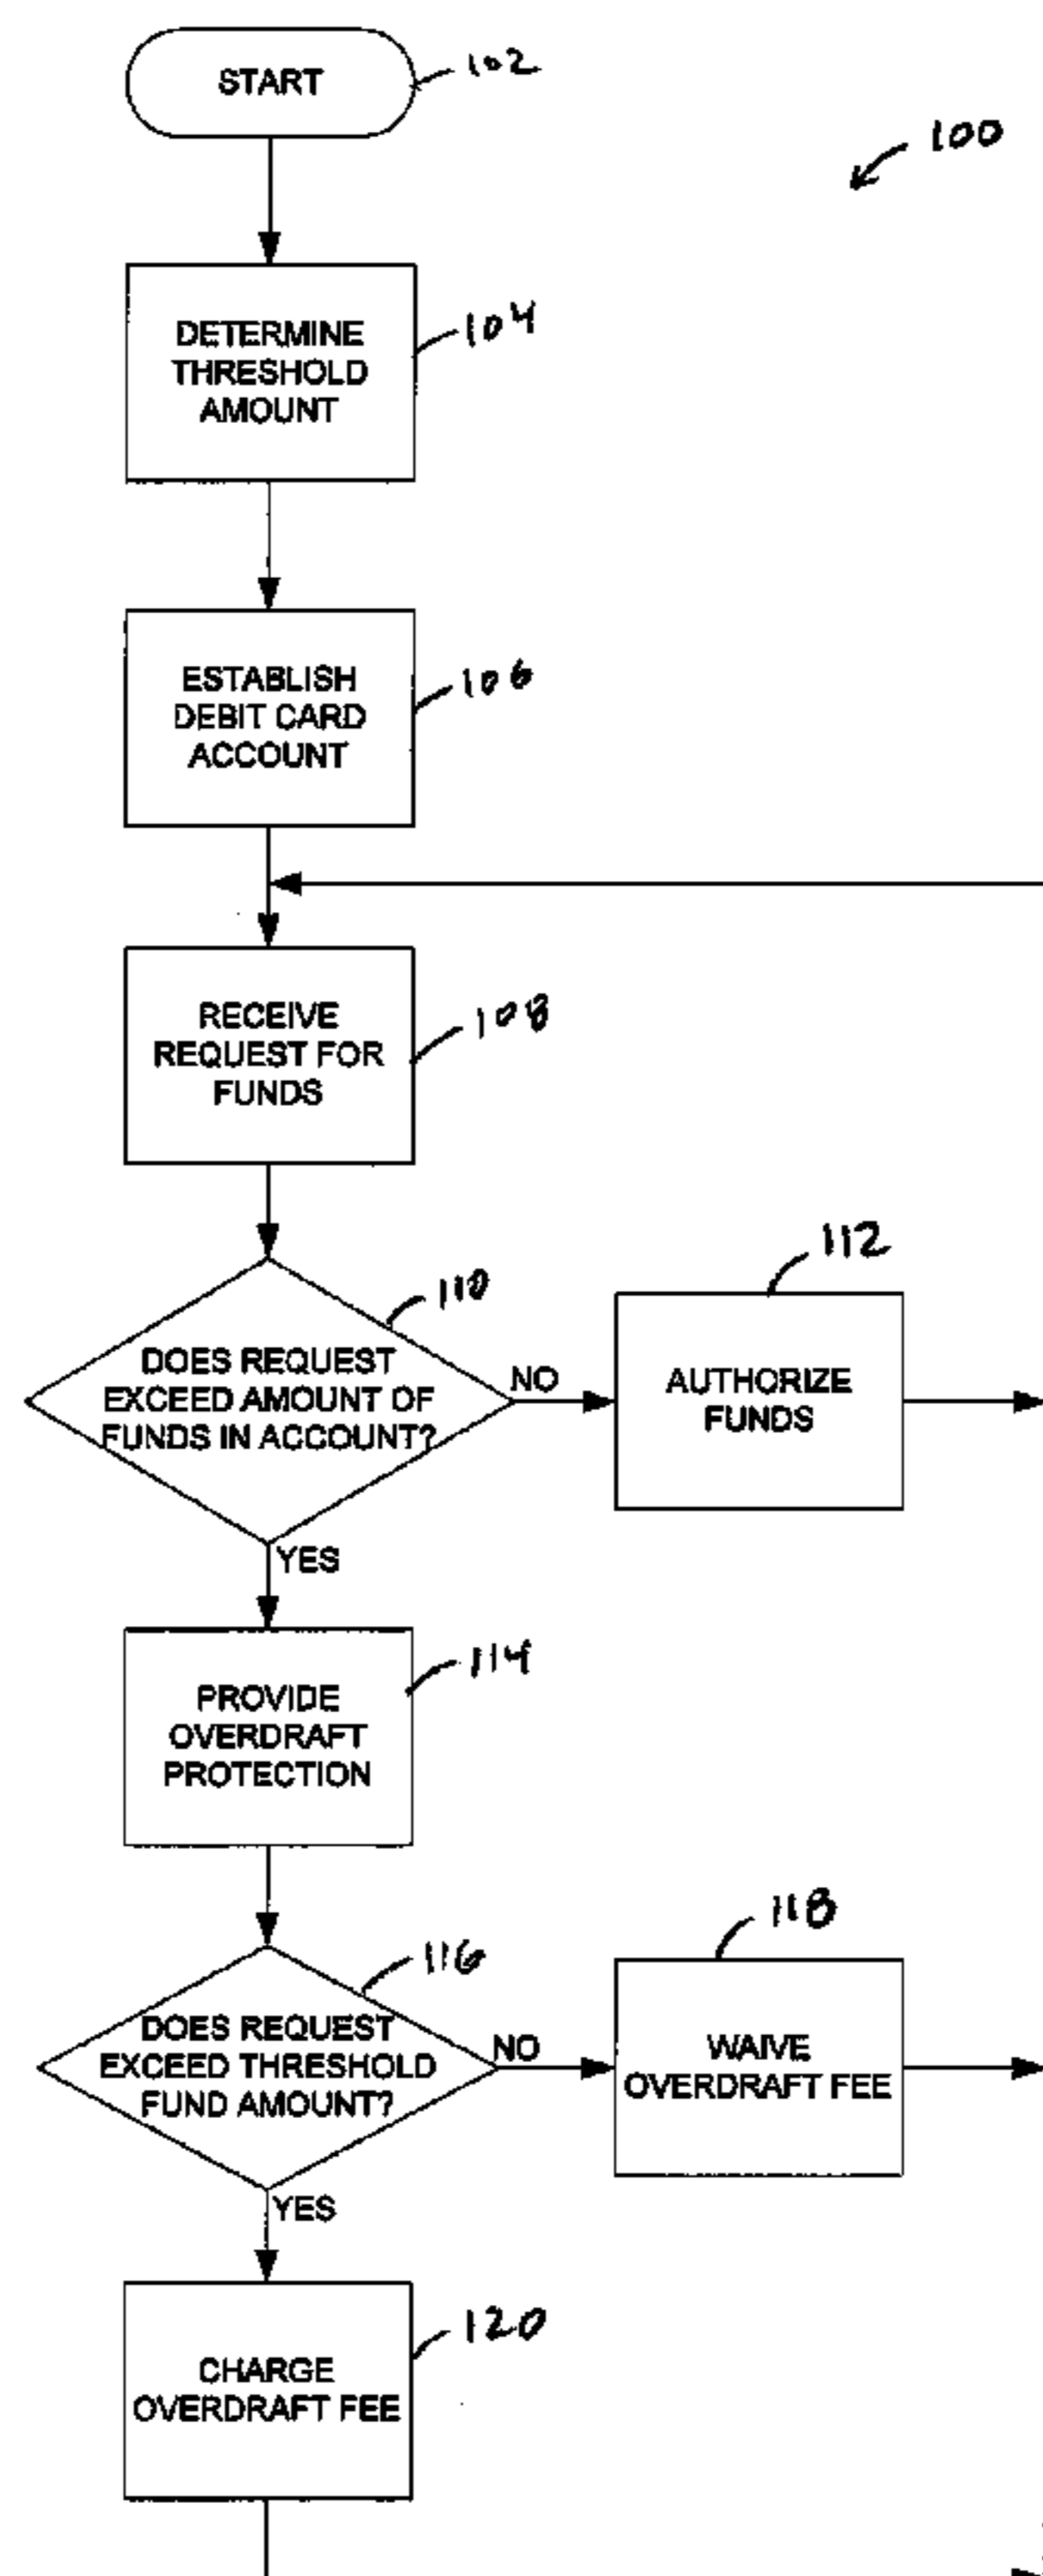 START
102
100
DETERMINE
THRESHOLD
AMOUNT
104
ESTABLISH
DEBIT CARD
ACCOUNT
106
RECEIVE
REQUEST FOR
FUNDS
108
110
DOES REQUEST
EXCEED AMOUNT OF
FUNDS IN ACCOUNT?
NO
112
AUTHORIZE
FUNDS
YES
PROVIDE
OVERDRAFT
PROTECTION
114
116
DOES REQUEST
EXCEED THRESHOLD
FUND AMOUNT?
NO
118
WAIVE
OVERDRAFT FEE
YES
CHARGE
OVERDRAFT FEE
120